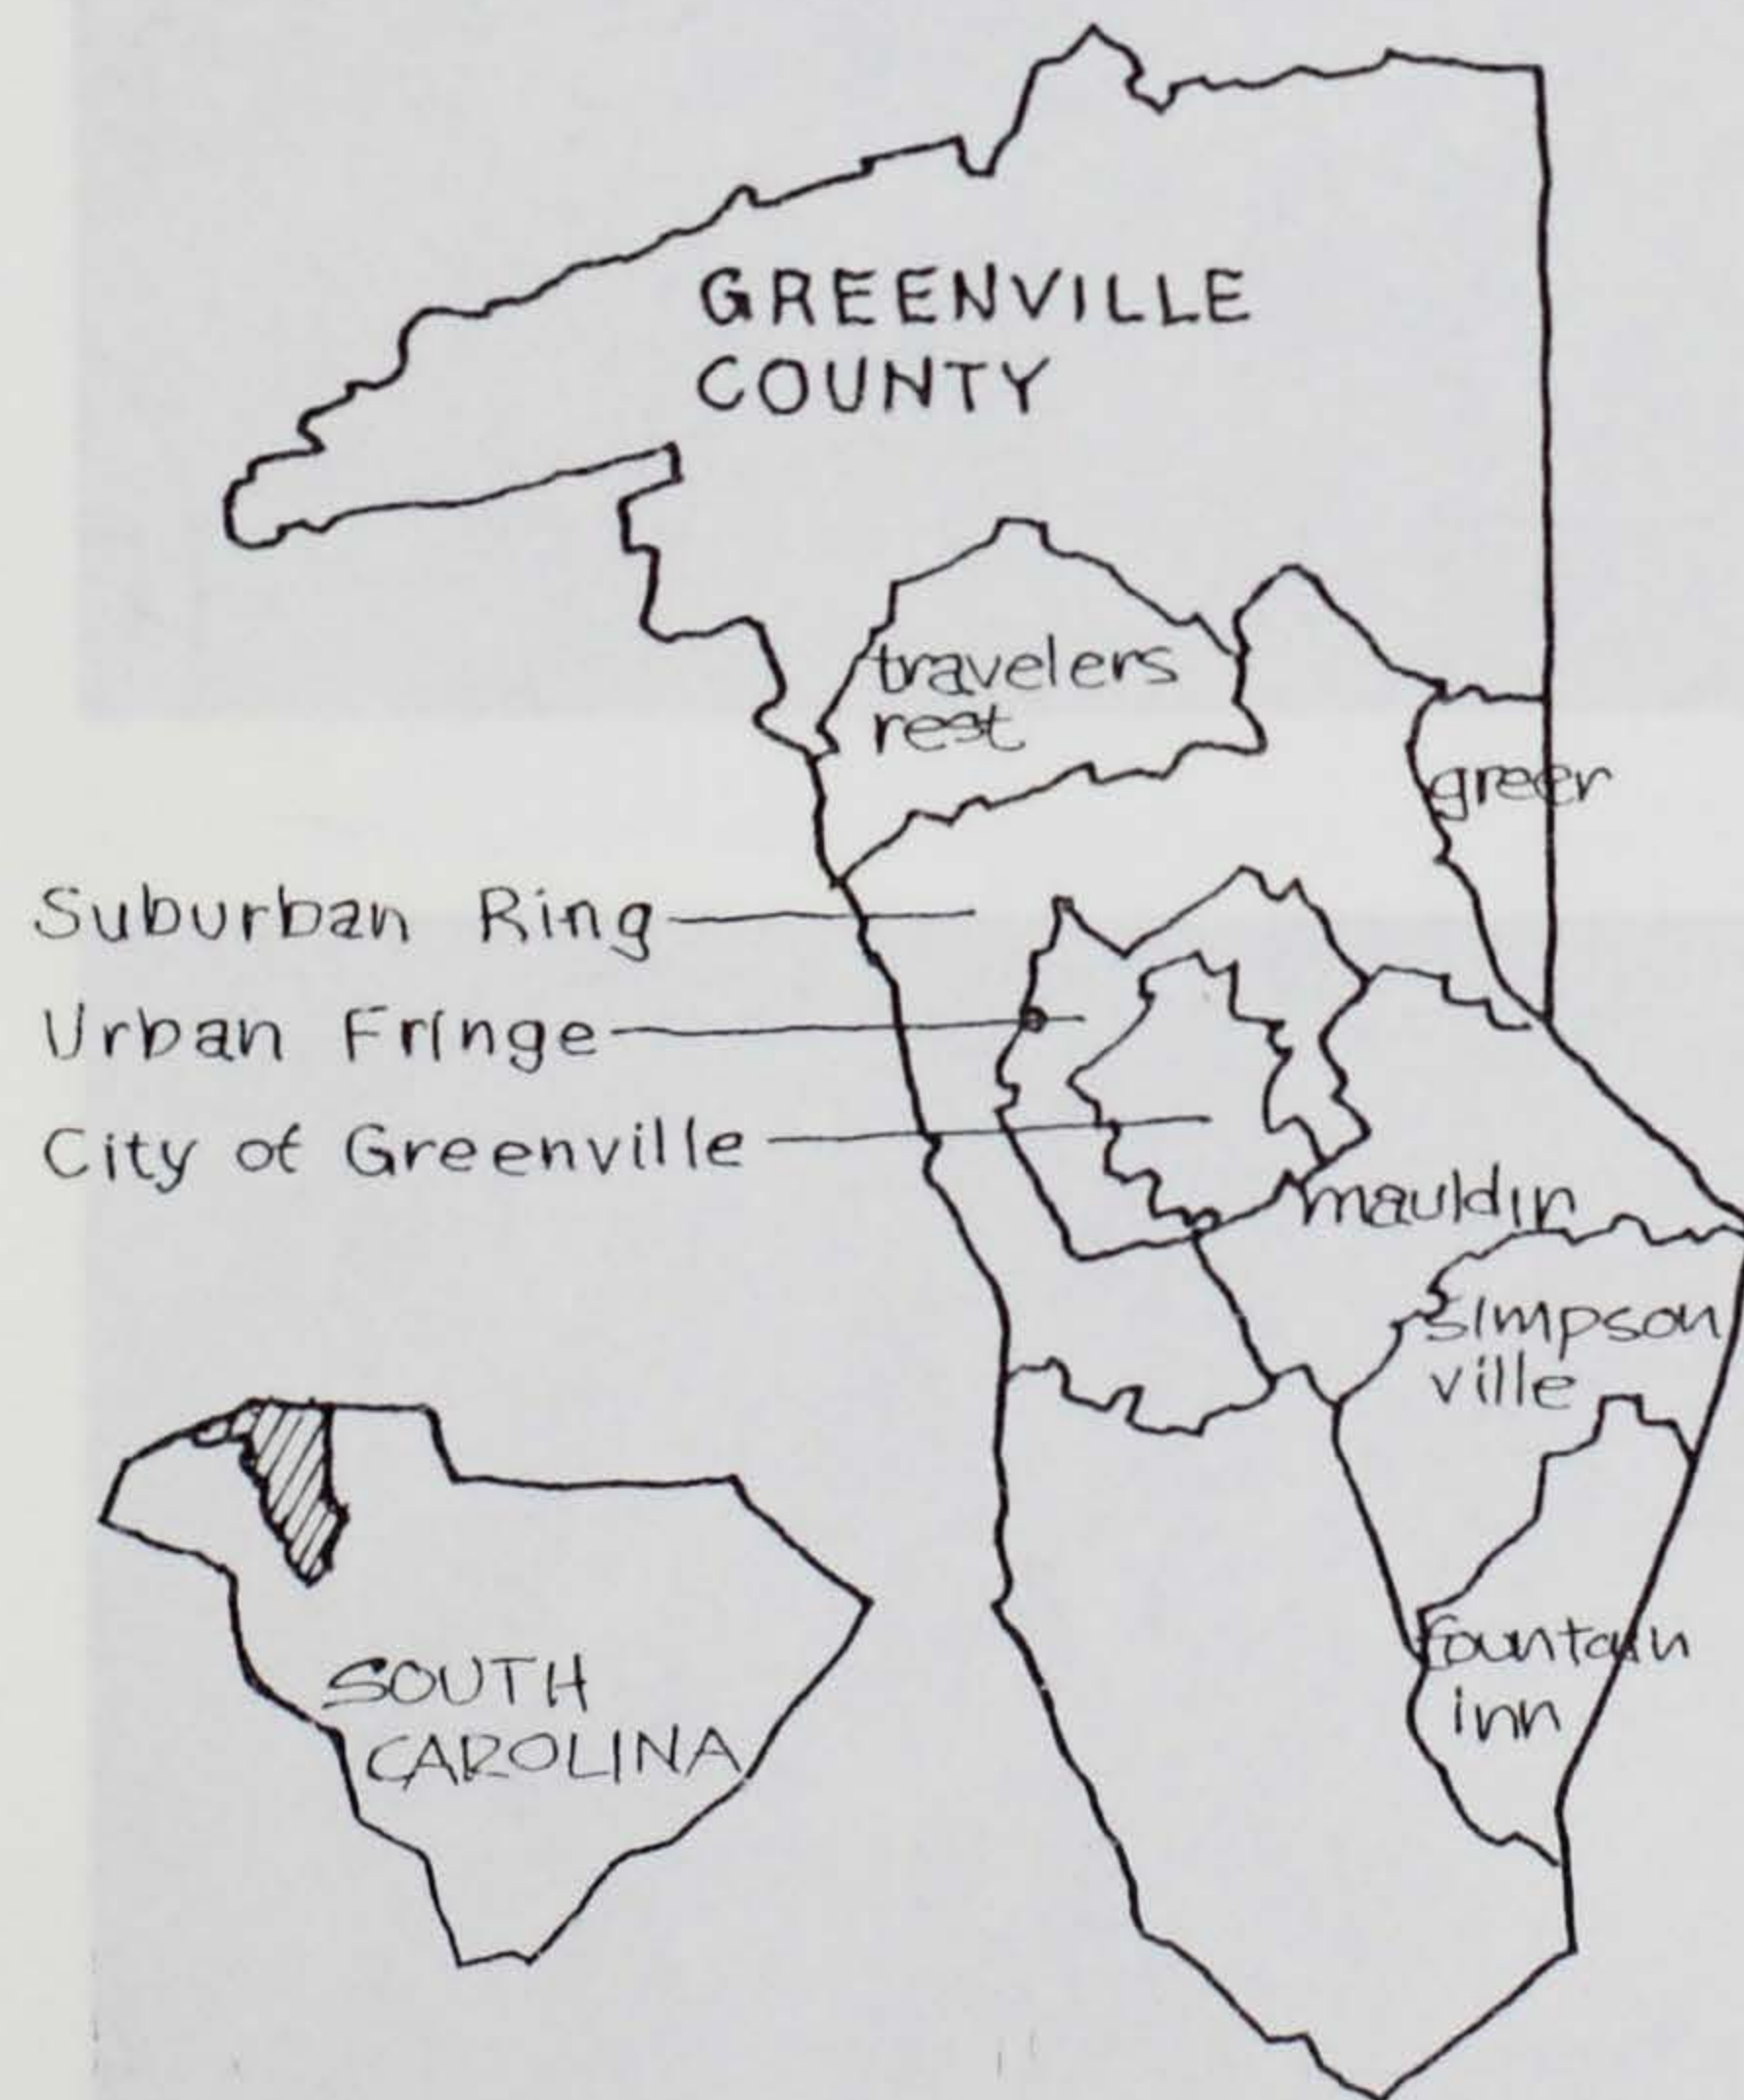 GREENVILLE
COUNTY
travelers
rest
greer
Suburban Ring
Urban Fringe
City of Greenville
mauldin
simpson
ville
fountain
inn
SOUTH
CAROLINA